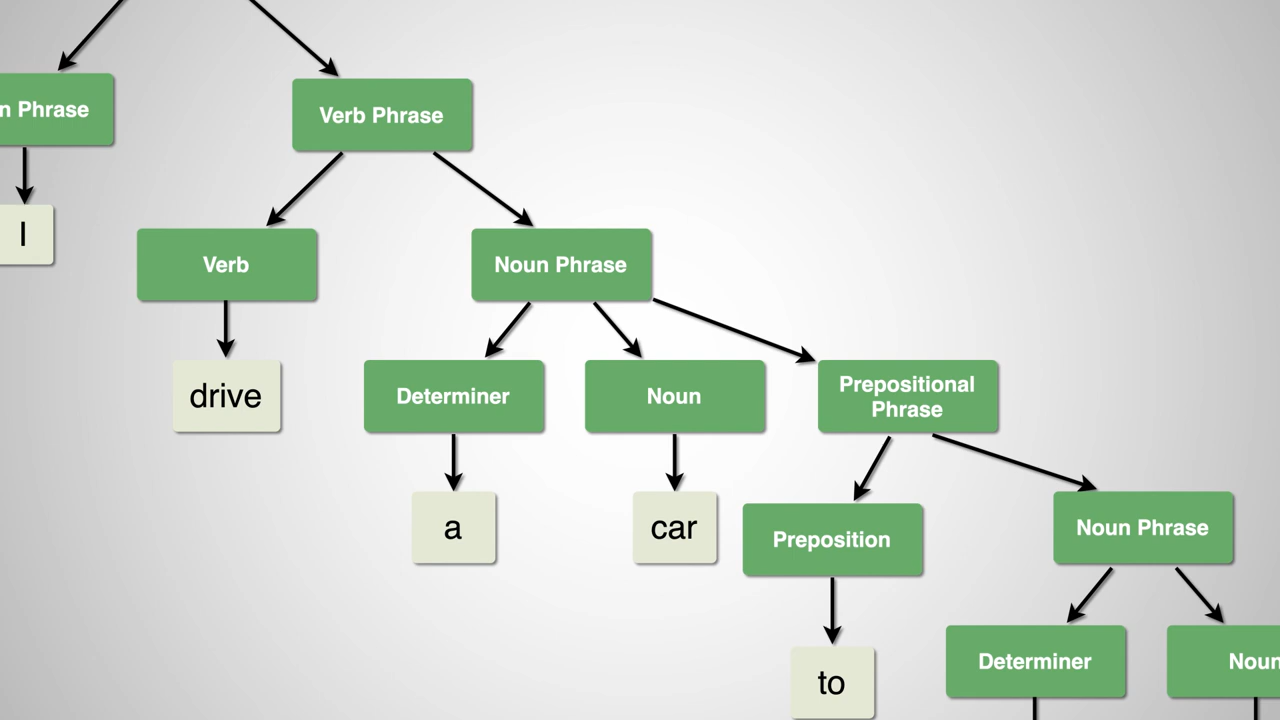 n Phrase
Verb Phrase
I
Verb
Noun Phrase
drive
Determiner
Noun
Prepositional
Phrase
a
car
Preposition
Noun Phrase
to
Determiner
Noun